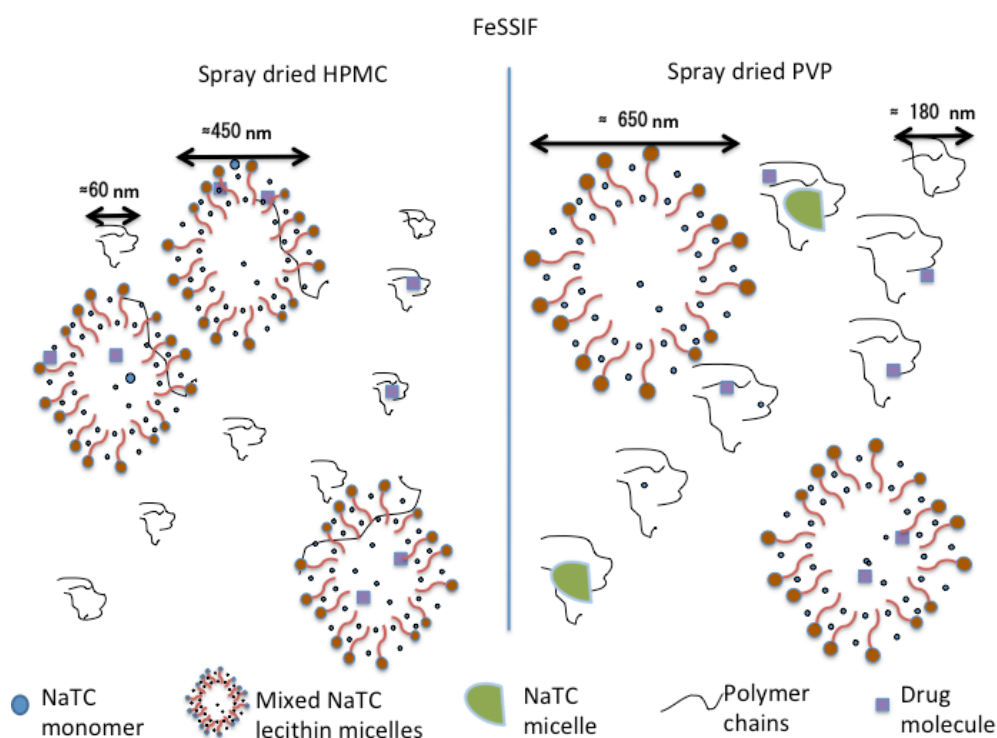 FeSSIF
Spray dried HPMC
Spray dried PVP
≈450 nm
≈60 nm
≈ 650 nm
≈ 180 nm
NaTC
monomer
Mixed NaTC
lecithin micelles
NaTC
micelle
Polymer
chains
Drug
molecule